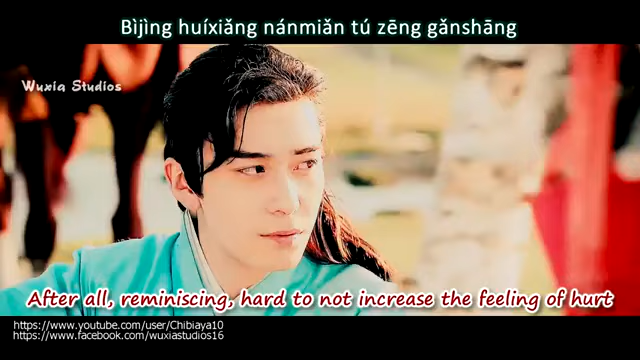 Bìjìng huíxiǎng nánmiǎn tú zēng gǎnshāng
Wuxia Studios
After all, reminiscing, hard to not increase the feeling of hurt
https://www.youtube.com/user/Chibiaya10
https://www.facebook.com/wuxiastudios16